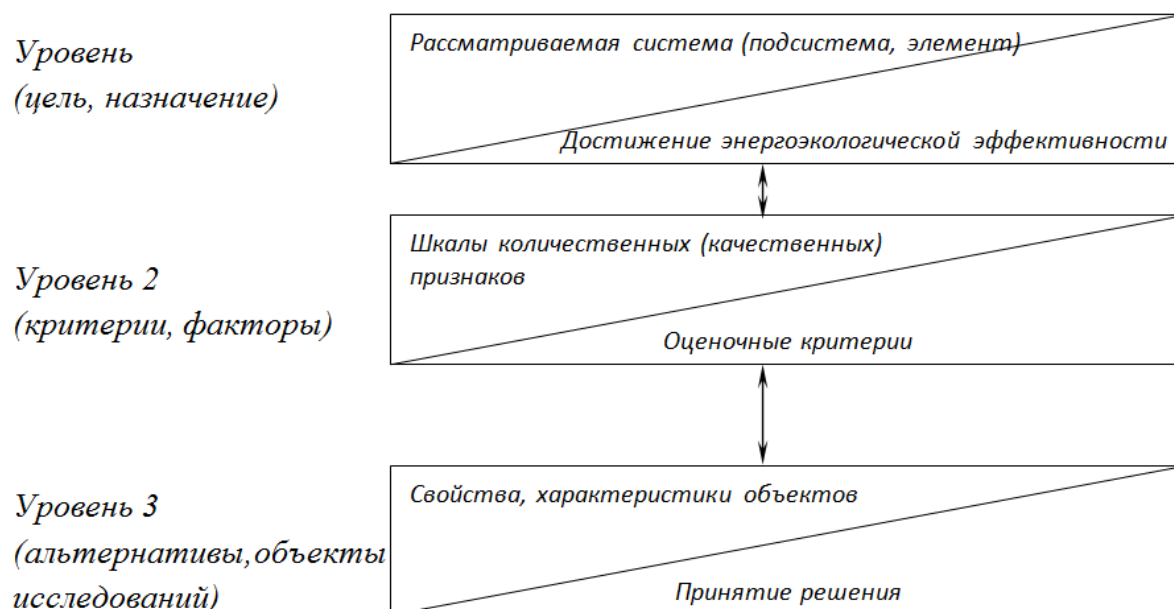 Уровень
(цель, назначение)
Рассматриваемая система (подсистема, элемент)
Достижение энергоэкологической эффективности
Уровень 2
(критерии, факторы)
Шкалы количественных (качественных)
признаков
Оценочные критерии
Уровень 3
(альтернативы,объекты
исследований)
Свойства, характеристики объектов
Принятие решения